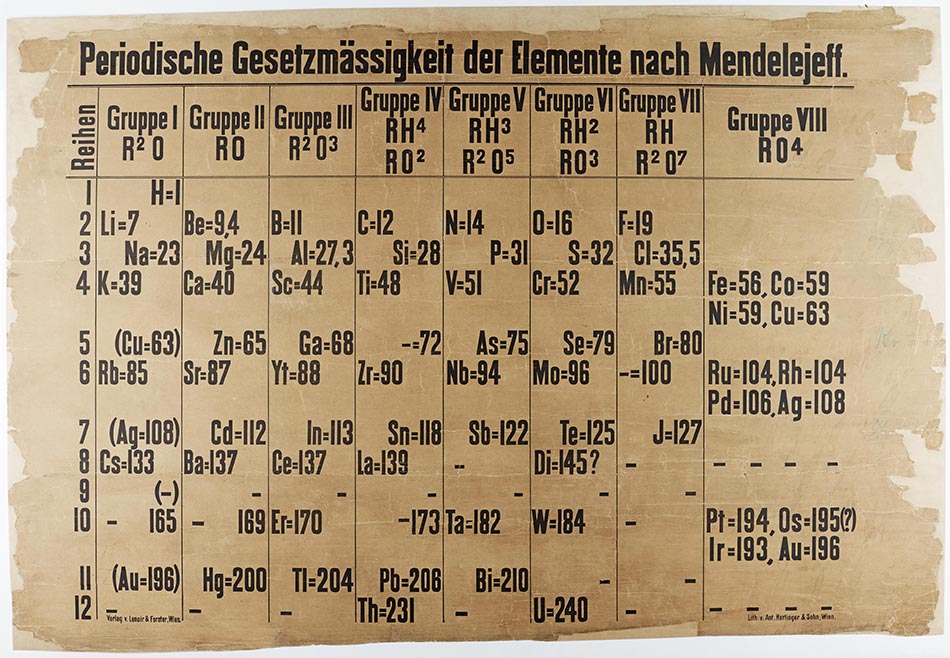 Periodische Gesetzmässigkeit der Elemente nach Mendelejeff.
Reihen Gruppe I R² O Gruppe II RO Gruppe III R² O³ Gruppe IV RH⁴ RO² Gruppe V RH³ R² O⁵ Gruppe VI RH² RO³ Gruppe VII RH R² O⁷ Gruppe VIII RO⁴
1 H=1
2 Li=7 Be=9,4 B=11 C=12 N=14 O=16 F=19
3 Na=23 Mg=24 Al=27,3 Si=28 P=31 S=32 Cl=35,5
4 K=39 Ca=40 Sc=44 Ti=48 V=51 Cr=52 Mn=55 Fe=56, Co=59
Ni=59, Cu=63
5 (Cu=63) Zn=65 Ga=68 -=72 As=75 Se=79 Br=80
6 Rb=85 Sr=87 Yt=88 Zr=90 Nb=94 Mo=96 -=100 Ru=104, Rh=104
Pd=106, Ag=108
7 (Ag=108) Cd=112 In=113 Sn=118 Sb=122 Te=125 J=127
8 Cs=133 Ba=137 Ce=137 La=139 - Di=145? - - - - -
9 (-) - - - - - -
10 - 165 - 169 Er=170 -173 Ta=182 W=184 - Pt=194, Os=195(?)
Ir=193, Au=196
11 (Au=196) Hg=200 Tl=204 Pb=206 Bi=210 - -
12 - - - Th=231 - U=240 - - - - -
Verlag v. Lenoir & Forster, Wien.
Lith. v. Ant. Hartinger & Sohn, Wien.